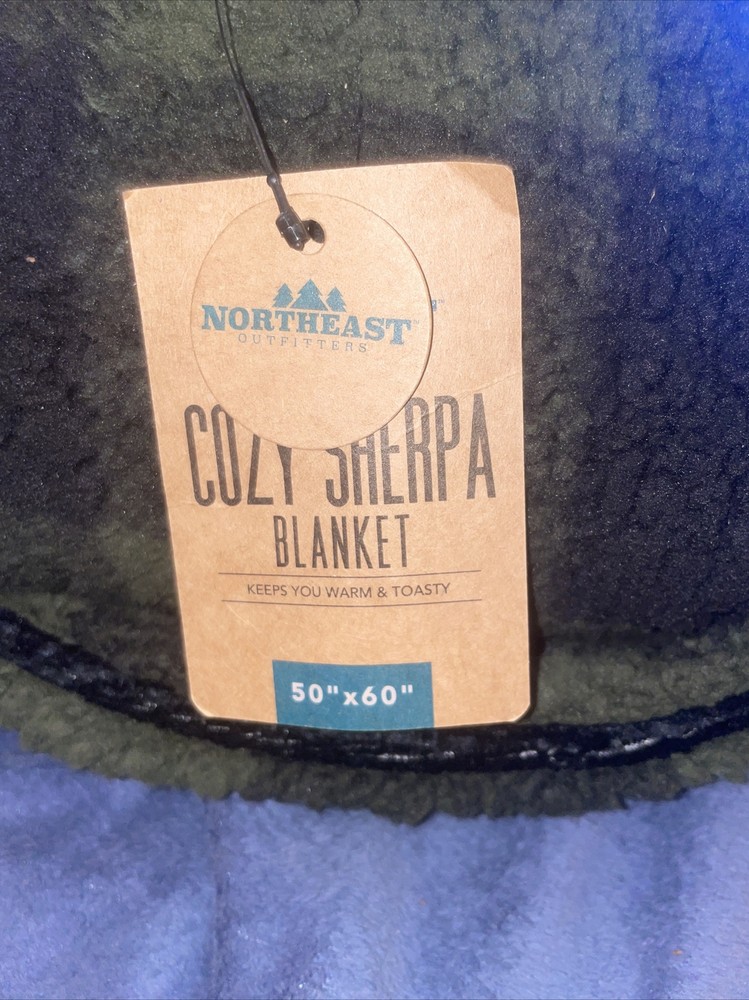 NORTHEAST
OUTFITTERS
COZY SHERPA
BLANKET
KEEPS YOU WARM & TOASTY
50"x60"